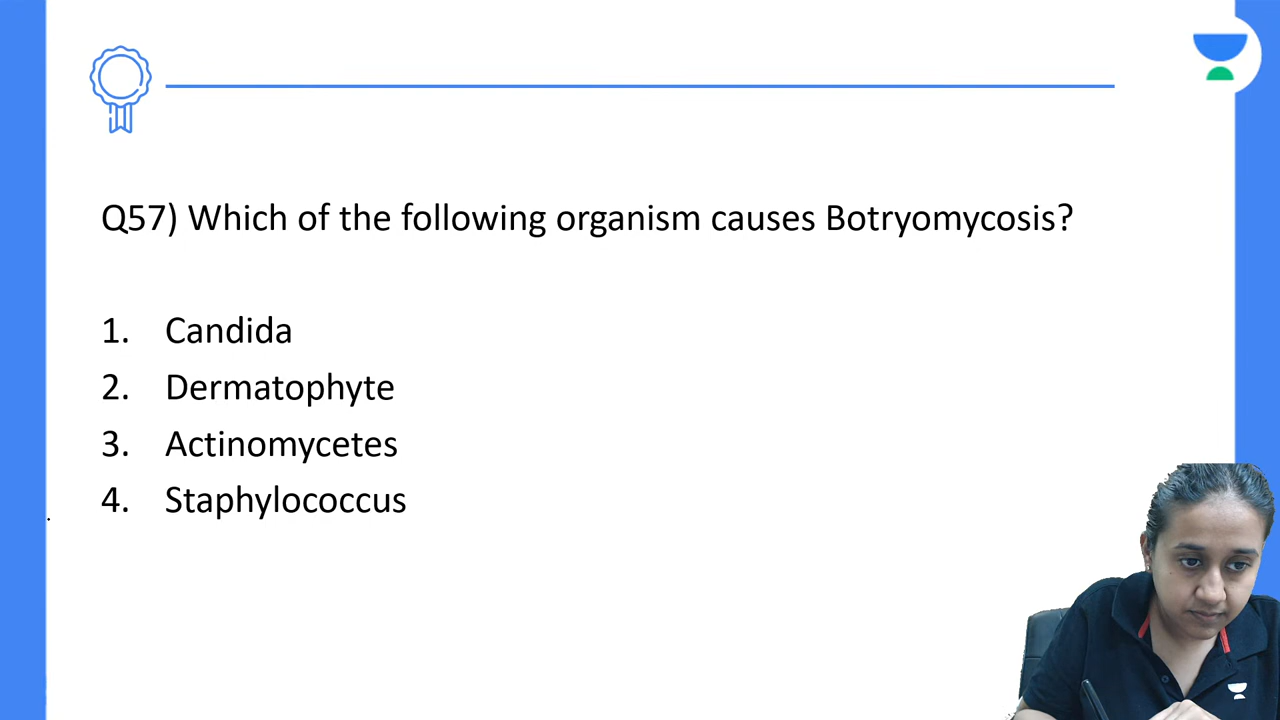 Q57) Which of the following organism causes Botryomycosis?
1. Candida
2. Dermatophyte
3. Actinomycetes
4. Staphylococcus